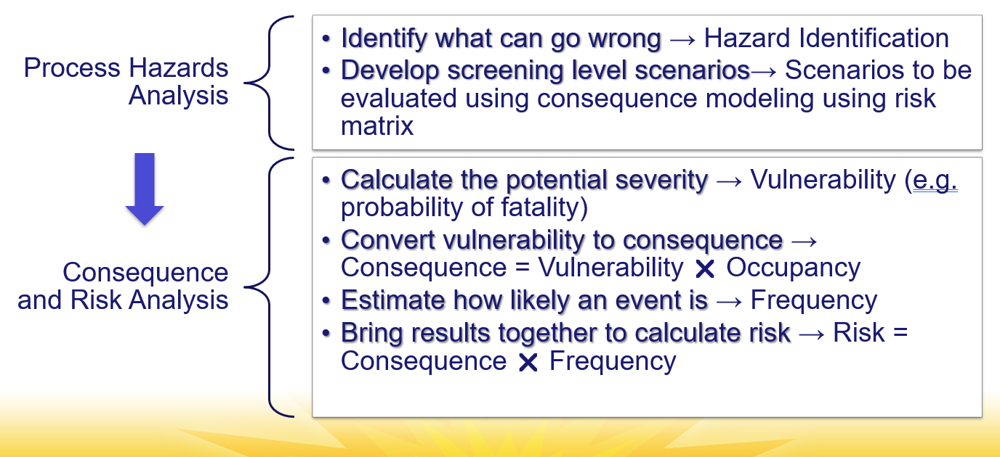 Process Hazards
Analysis
• Identify what can go wrong → Hazard Identification
• Develop screening level scenarios→ Scenarios to be
evaluated using consequence modeling using risk
matrix
Consequence
and Risk Analysis
• Calculate the potential severity → Vulnerability (e.g.
probability of fatality)
• Convert vulnerability to consequence →
Consequence = Vulnerability × Occupancy
• Estimate how likely an event is → Frequency
• Bring results together to calculate risk → Risk =
Consequence × Frequency